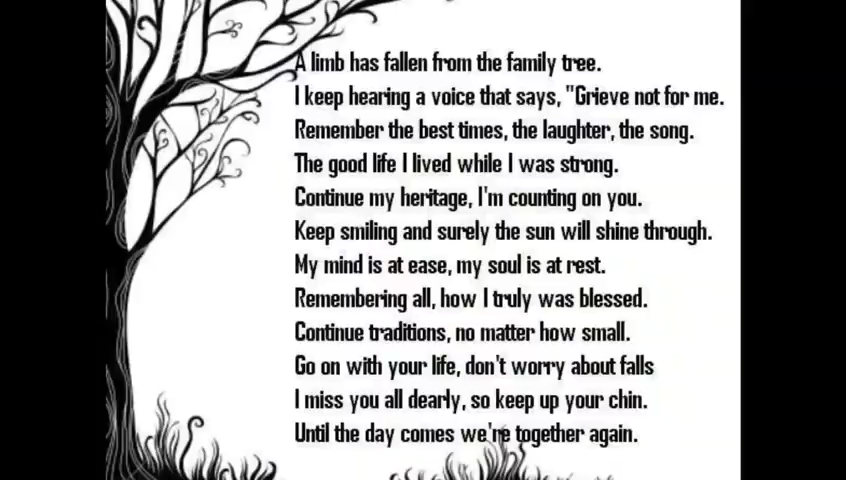 A limb has fallen from the family tree.
I keep hearing a voice that says, "Grieve not for me.
Remember the best times, the laughter, the song.
The good life I lived while I was strong.
Continue my heritage, I'm counting on you.
Keep smiling and surely the sun will shine through.
My mind is at ease, my soul is at rest.
Remembering all, how I truly was blessed.
Continue traditions, no matter how small.
Go on with your life, don't worry about falls
I miss you all dearly, so keep up your chin.
Until the day comes we're together again.